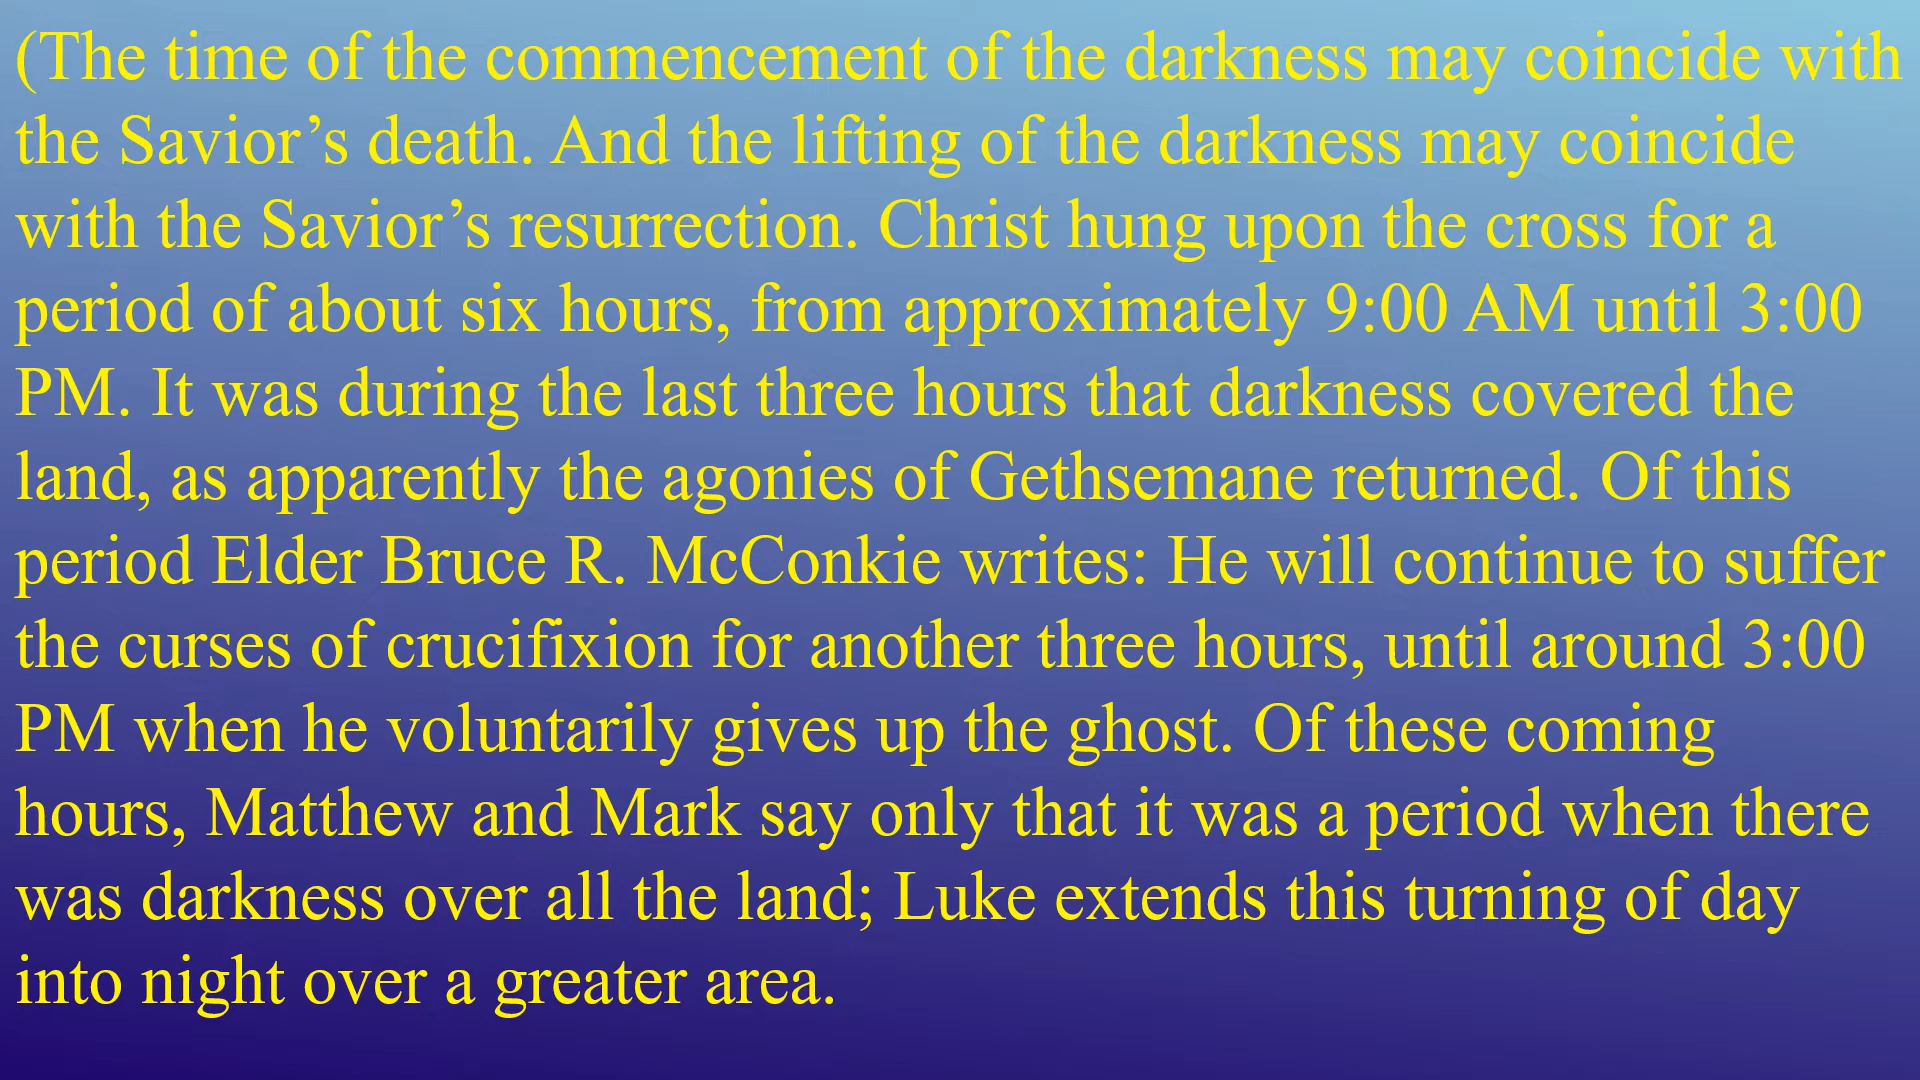 (The time of the commencement of the darkness may coincide with
the Savior’s death. And the lifting of the darkness may coincide
with the Savior’s resurrection. Christ hung upon the cross for a
period of about six hours, from approximately 9:00 AM until 3:00
PM. It was during the last three hours that darkness covered the
land, as apparently the agonies of Gethsemane returned. Of this
period Elder Bruce R. McConkie writes: He will continue to suffer
the curses of crucifixion for another three hours, until around 3:00
PM when he voluntarily gives up the ghost. Of these coming
hours, Matthew and Mark say only that it was a period when there
was darkness over all the land; Luke extends this turning of day
into night over a greater area.